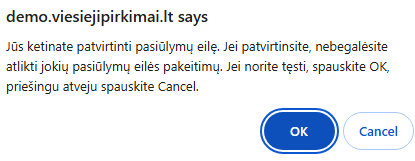 demo.viesiejipirkimai.lt says
Jūs ketinate patvirtinti pasiūlymų eilę. Jei patvirtinsite, nebegalėsite
atlikti jokių pasiūlymų eilės pakeitimų. Jei norite tęsti, spauskite OK,
priešingu atveju spauskite Cancel.
OK
Cancel